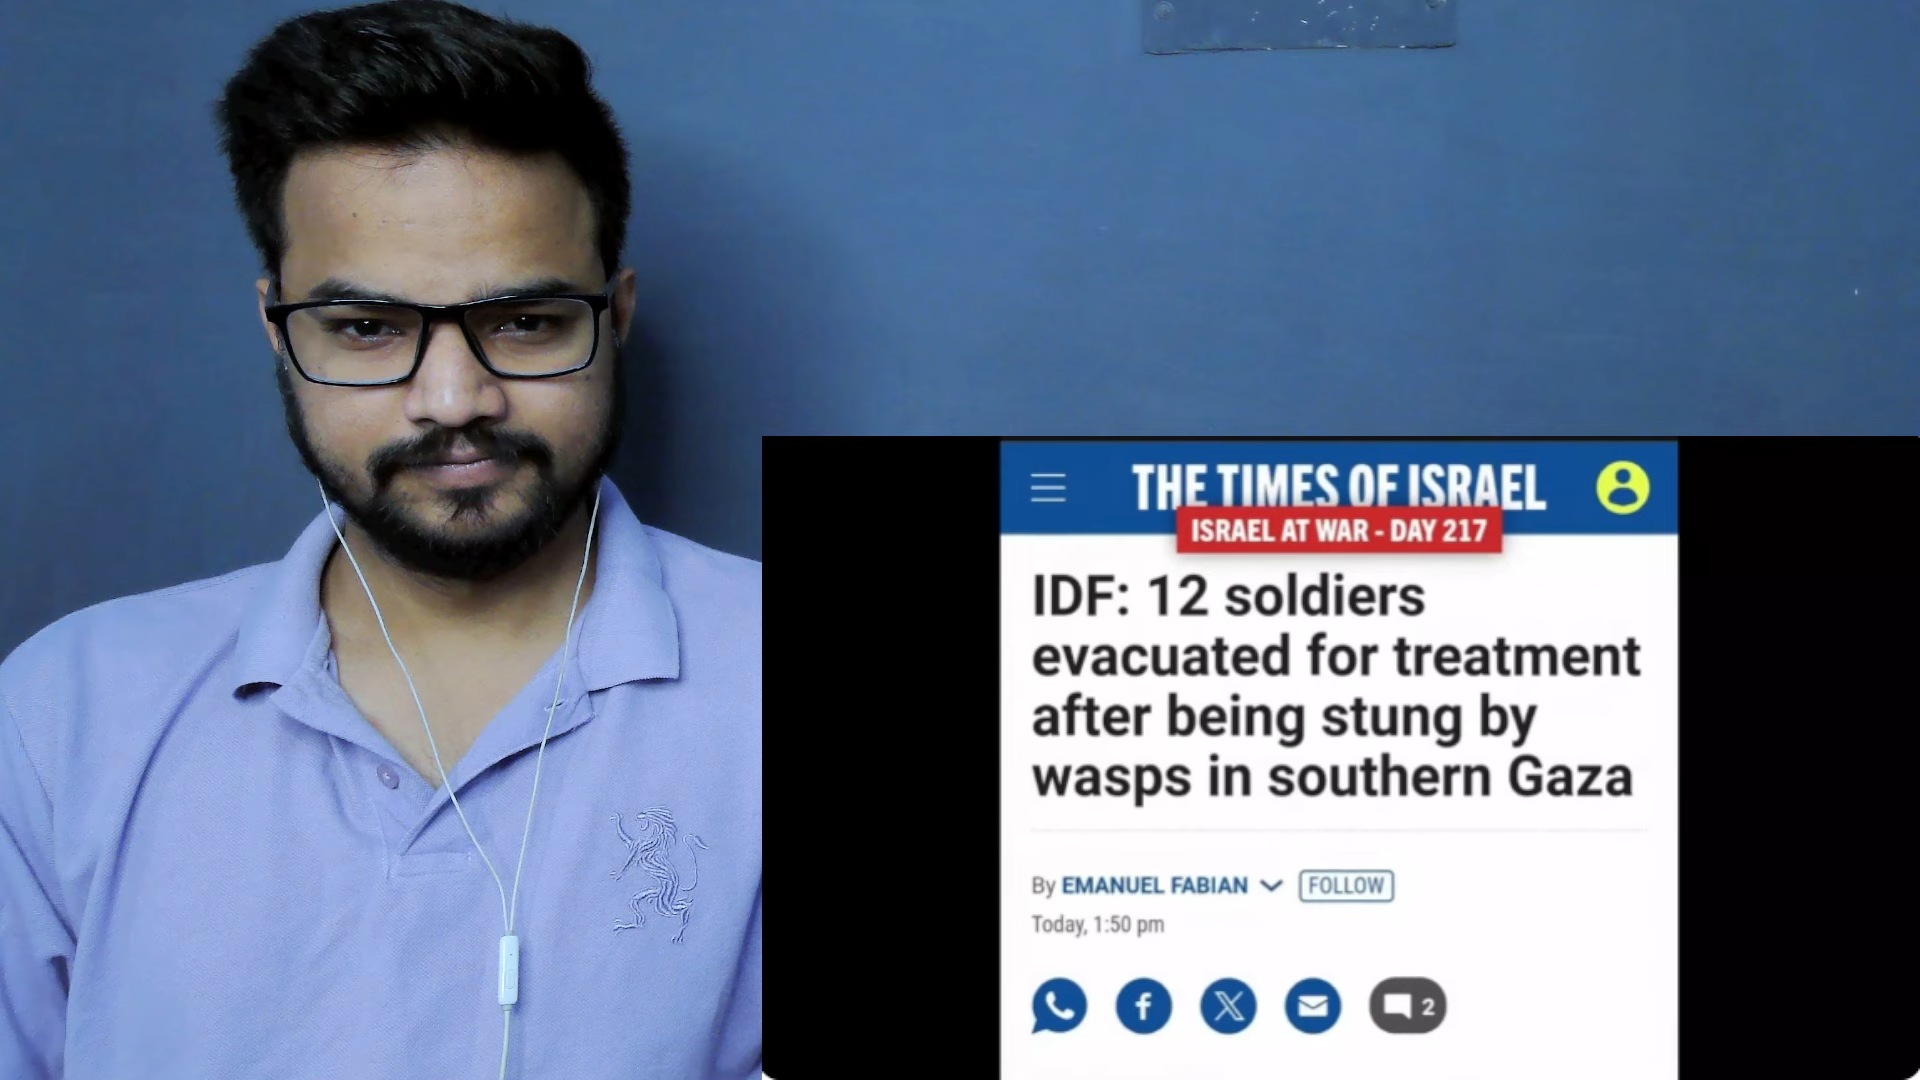 THE TIMES OF ISRAEL
ISRAEL AT WAR - DAY 217
IDF: 12 soldiers
evacuated for treatment
after being stung by
wasps in southern Gaza
By EMANUEL FABIAN FOLLOW
Today, 1:50 pm
2